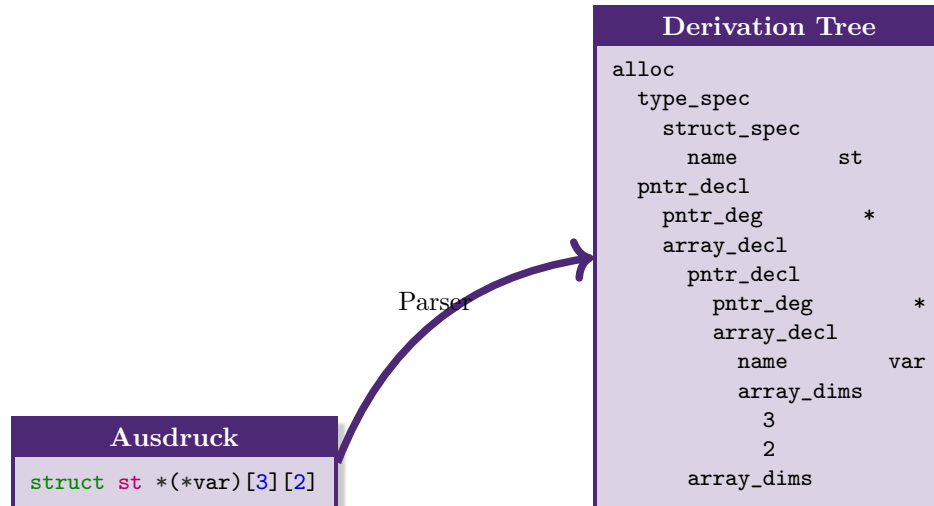 Derivation Tree
alloc
  type_spec
    struct_spec
      name        st
  pntr_decl
    pntr_deg        *
    array_decl
      pntr_decl
        pntr_deg        *
        array_decl
          name        var
          array_dims
            3
            2
      array_dims
Parser
Ausdruck
struct st *(*var)[3][2]